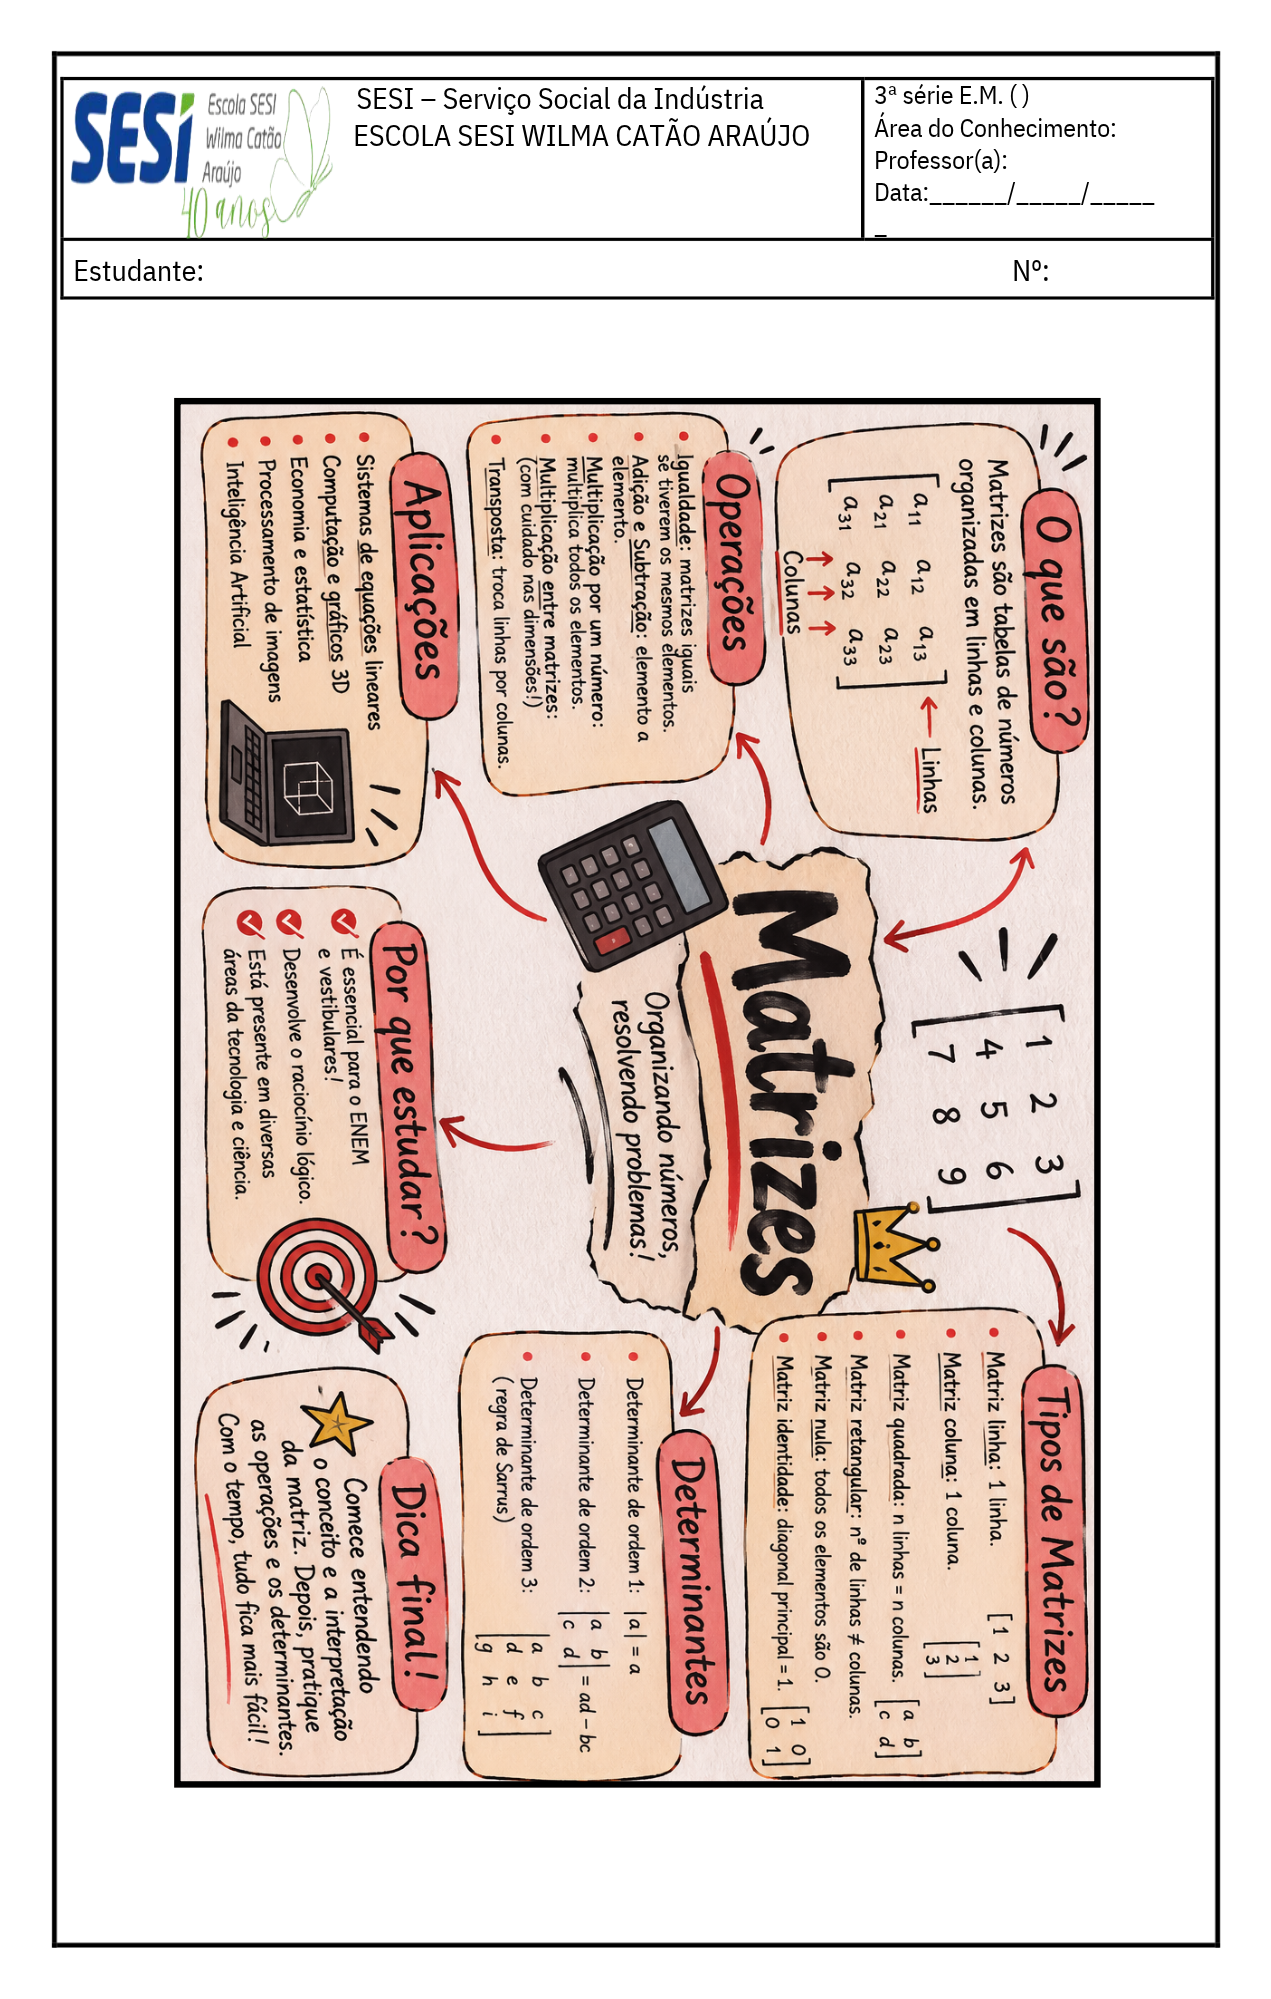 SESI
Escola SESI
Wilma Catão
Araújo
40 anos
SESI – Serviço Social da Indústria
ESCOLA SESI WILMA CATÃO ARAÚJO
3ª série E.M. ( )
Área do Conhecimento:
Professor(a):
Data:______/_____/_____
_
Estudante:
Nº:
O que são?
Matrizes são tabelas de números
organizadas em linhas e colunas.
a11 a12 a13
a21 a22 a23
a31 a32 a33
← Linhas
↑ ↑ ↑
Colunas
1 2 3
4 5 6
7 8 9
Matrizes
Organizando números,
resolvendo problemas!
Tipos de Matrizes
• Matriz linha: 1 linha. [1 2 3]
• Matriz coluna: 1 coluna. [1
2
3]
• Matriz quadrada: n linhas = n colunas. [a b
c d]
• Matriz retangular: nº de linhas ≠ colunas.
• Matriz nula: todos os elementos são 0.
• Matriz identidade: diagonal principal = 1. [1 0
0 1]
Operações
• Igualdade: matrizes iguais
se tiverem os mesmos elementos.
• Adição e Subtração: elemento a
elemento.
• Multiplicação por um número:
multiplica todos os elementos.
• Multiplicação entre matrizes:
(com cuidado nas dimensões!)
• Transposta: troca linhas por colunas.
Determinantes
• Determinante de ordem 1: |a| = a
• Determinante de ordem 2: |a b
c d| = ad – bc
• Determinante de ordem 3:
(regra de Sarrus)
|a b c
d e f
g h i]
Aplicações
• Sistemas de equações lineares
• Computação e gráficos 3D
• Economia e estatística
• Processamento de imagens
• Inteligência Artificial
Por que estudar?
É essencial para o ENEM
e vestibulares!
Desenvolve o raciocínio lógico.
Está presente em diversas
áreas da tecnologia e ciência.
Dica final!
Comece entendendo
o conceito e a interpretação
da matriz. Depois, pratique
as operações e os determinantes.
Com o tempo, tudo fica mais fácil!